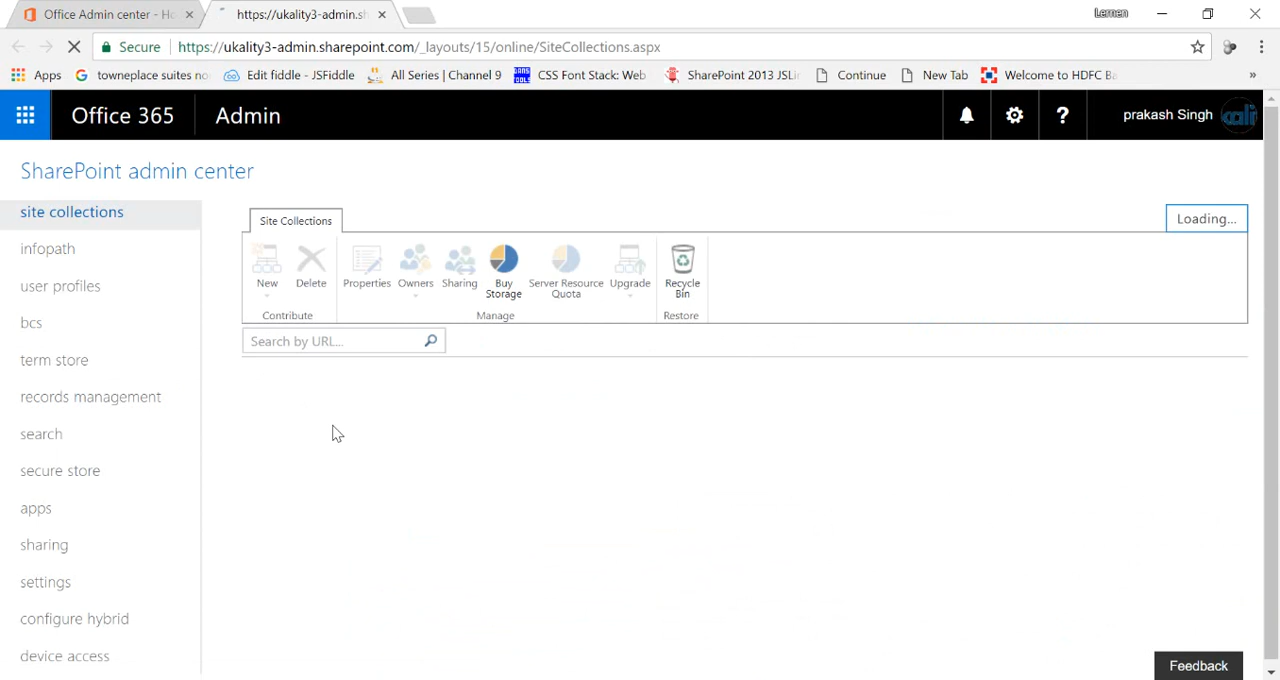 Office Admin center - Ho
https://ukality3-admin.sh
Lernen
Secure
https://ukality3-admin.sharepoint.com/_layouts/15/online/SiteCollections.aspx
Apps
towneplace suites no
Edit fiddle - JSFiddle
All Series | Channel 9
CSS Font Stack: Web
SharePoint 2013 JSLi
Continue
New Tab
Welcome to HDFC Ba
»
Office 365
Admin
?
prakash Singh
SharePoint admin center
site collections
infopath
user profiles
bcs
term store
records management
search
secure store
apps
sharing
settings
configure hybrid
device access
Site Collections
Loading...
New
Delete
Properties
Owners
Sharing
Buy
Storage
Server Resource
Quota
Upgrade
Recycle
Bin
Contribute
Manage
Restore
Search by URL...
Feedback